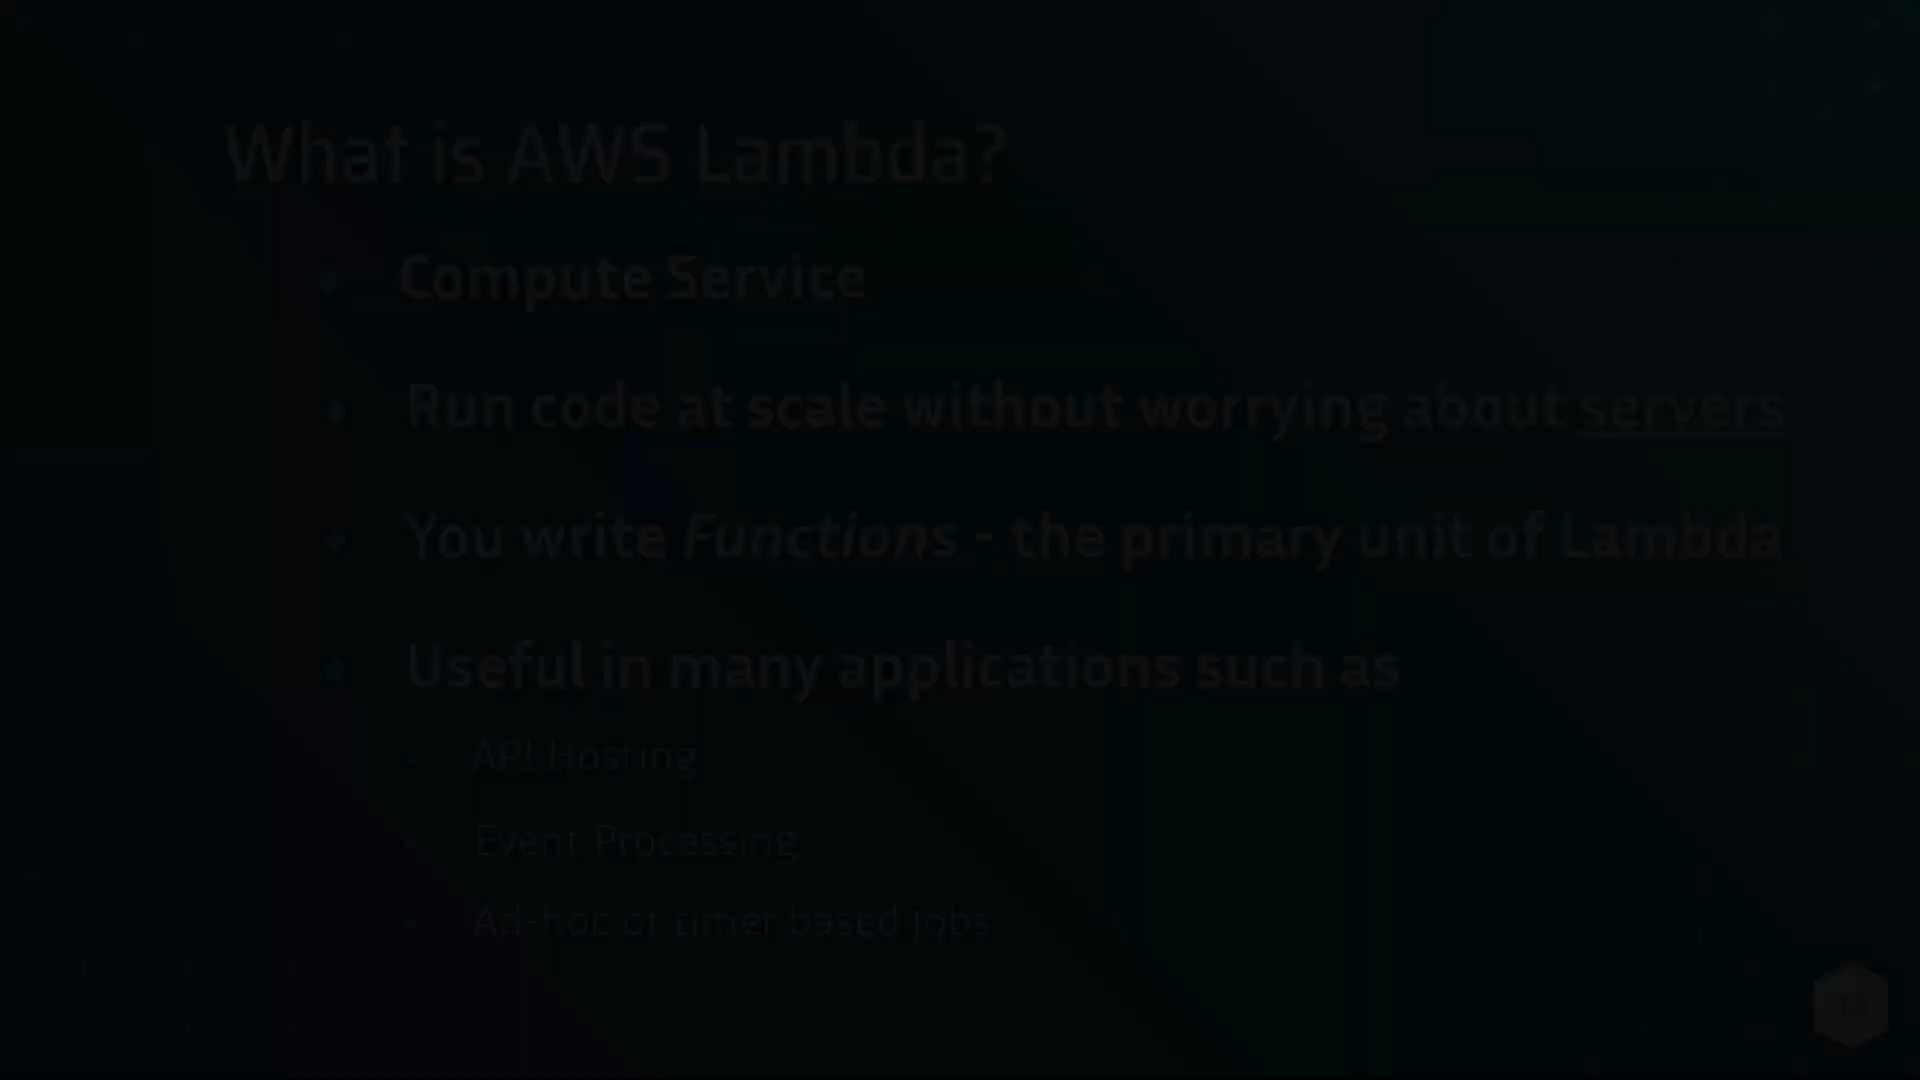 What is AWS Lambda?
Compute Service
Run code at scale without worrying about servers
You write Functions - the primary unit of Lambda
Useful in many applications such as
API Hosting
Event Processing
Ad-hoc or timer based jobs